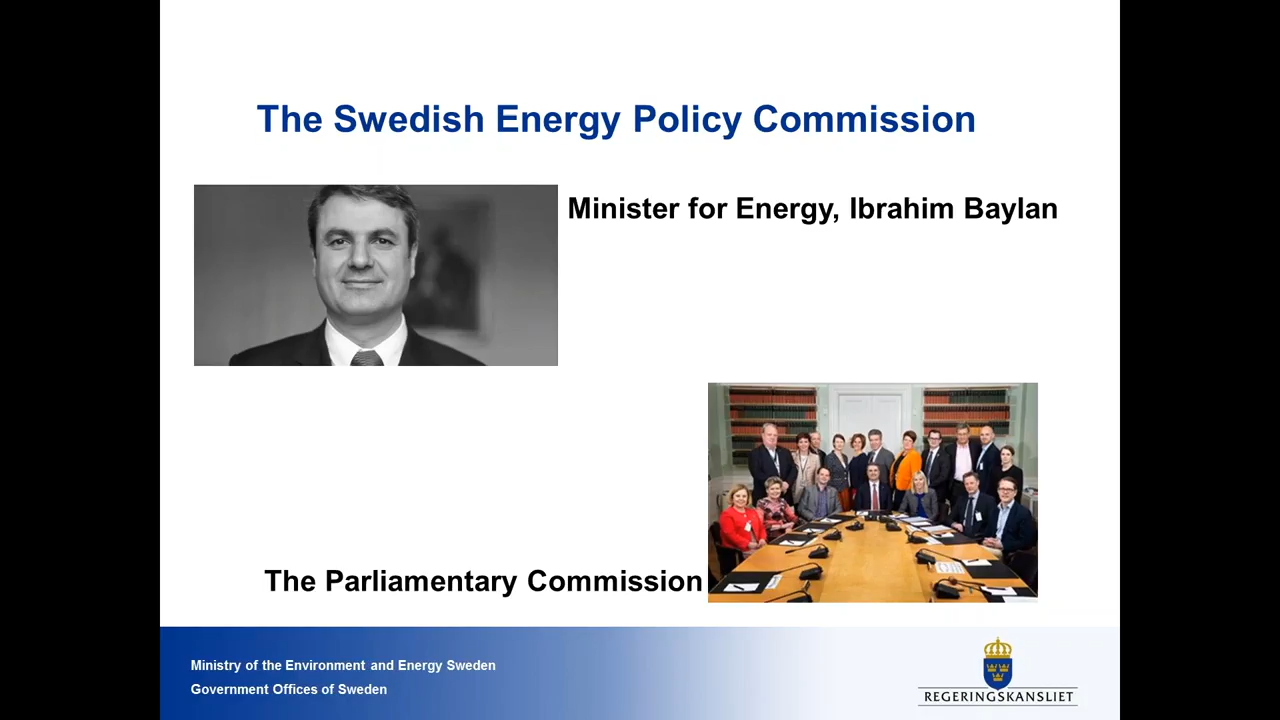 The Swedish Energy Policy Commission
Minister for Energy, Ibrahim Baylan
The Parliamentary Commission
Ministry of the Environment and Energy Sweden
Government Offices of Sweden
REGERINGSKANSLIET